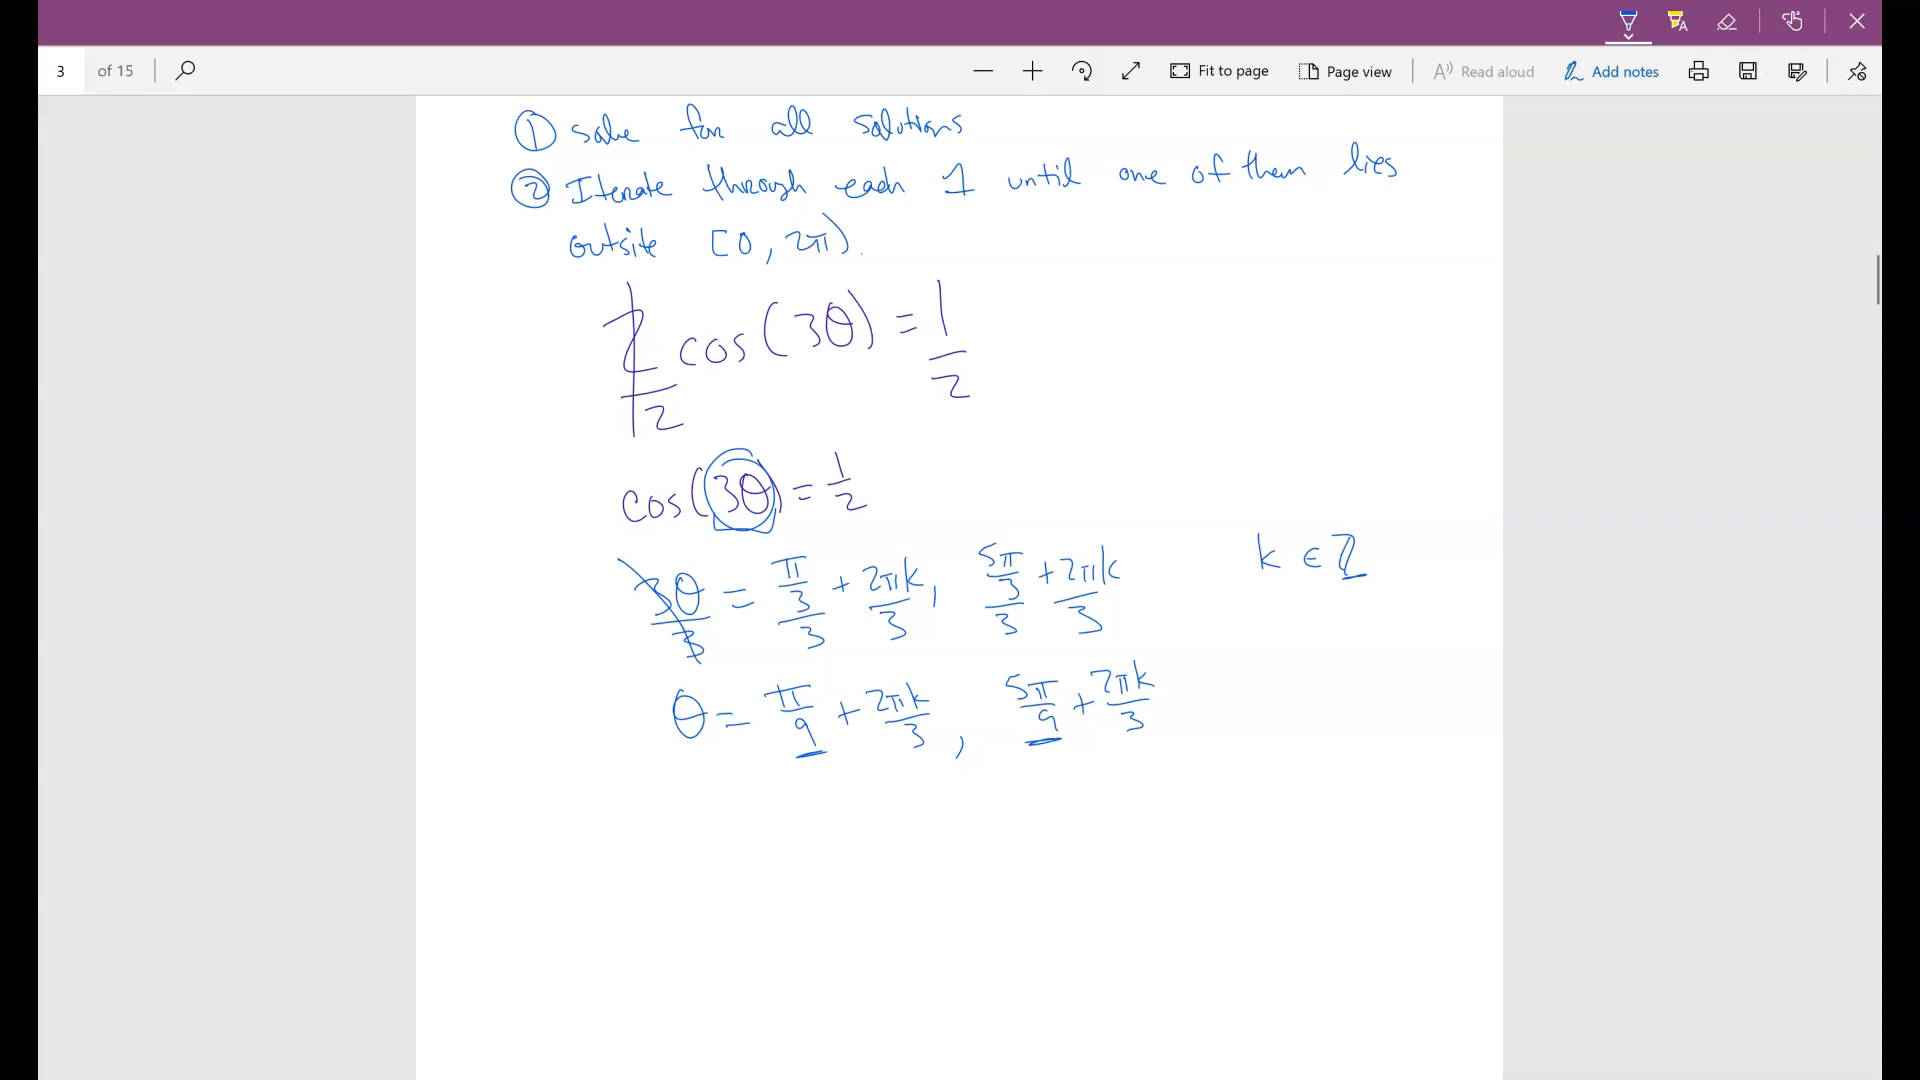 3 of 15 Fit to page Page view Read aloud Add notes
① solve for all solutions
② Iterate through each 1 until one of them lies
outsite [0, 2π).
2/2 cos(3θ) = 1/2
cos(3θ) = 1/2
3θ/3 = π/3/3 + 2πk/3, 5π/3/3 + 2πk/3 k ∈ ℤ
θ = π/9 + 2πk/3, 5π/9 + 2πk/3